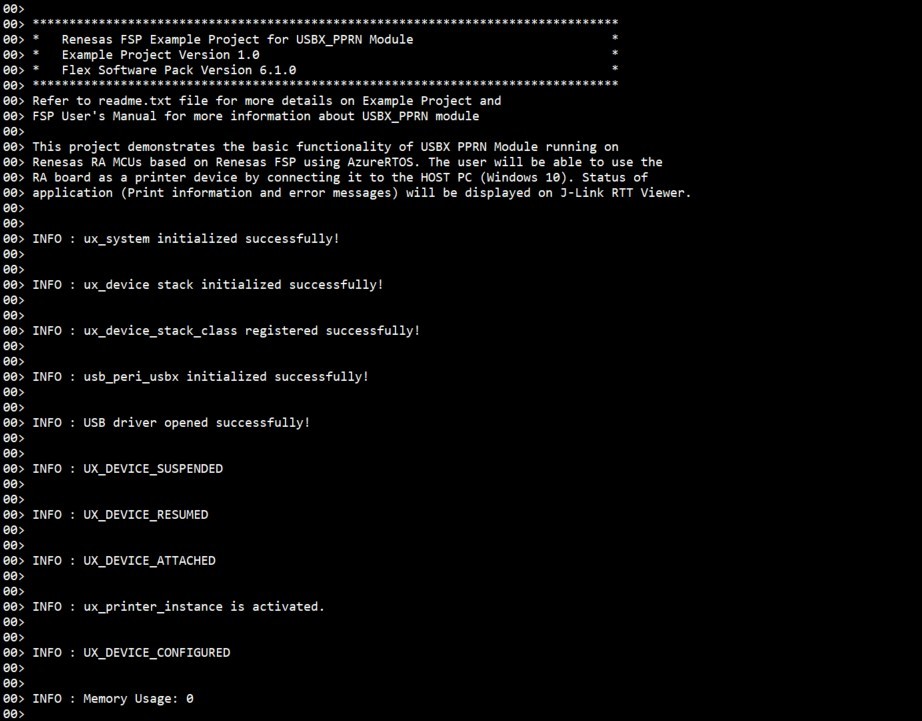 00>
00> ********************************************************************************
00> *   Renesas FSP Example Project for USBX_PPRN Module                           *
00> *   Example Project Version 1.0                                                *
00> *   Flex Software Pack Version 6.1.0                                           *
00> ********************************************************************************
00> Refer to readme.txt file for more details on Example Project and
00> FSP User's Manual for more information about USBX_PPRN module
00>
00> This project demonstrates the basic functionality of USBX PPRN Module running on
00> Renesas RA MCUs based on Renesas FSP using AzureRTOS. The user will be able to use the
00> RA board as a printer device by connecting it to the HOST PC (Windows 10). Status of
00> application (Print information and error messages) will be displayed on J-Link RTT Viewer.
00>
00>
00> INFO : ux_system initialized successfully!
00>
00>
00> INFO : ux_device stack initialized successfully!
00>
00>
00> INFO : ux_device_stack_class registered successfully!
00>
00>
00> INFO : usb_peri_usbx initialized successfully!
00>
00>
00> INFO : USB driver opened successfully!
00>
00>
00> INFO : UX_DEVICE_SUSPENDED
00>
00>
00> INFO : UX_DEVICE_RESUMED
00>
00>
00> INFO : UX_DEVICE_ATTACHED
00>
00>
00> INFO : ux_printer_instance is activated.
00>
00>
00> INFO : UX_DEVICE_CONFIGURED
00>
00>
00> INFO : Memory Usage: 0
00>